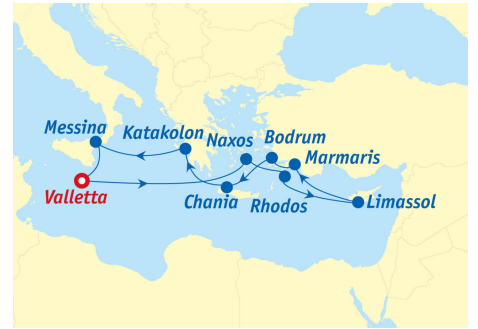 Messina
Katakolon
Naxos
Bodrum
Marmaris
Valletta
Chania
Rhodos
Limassol